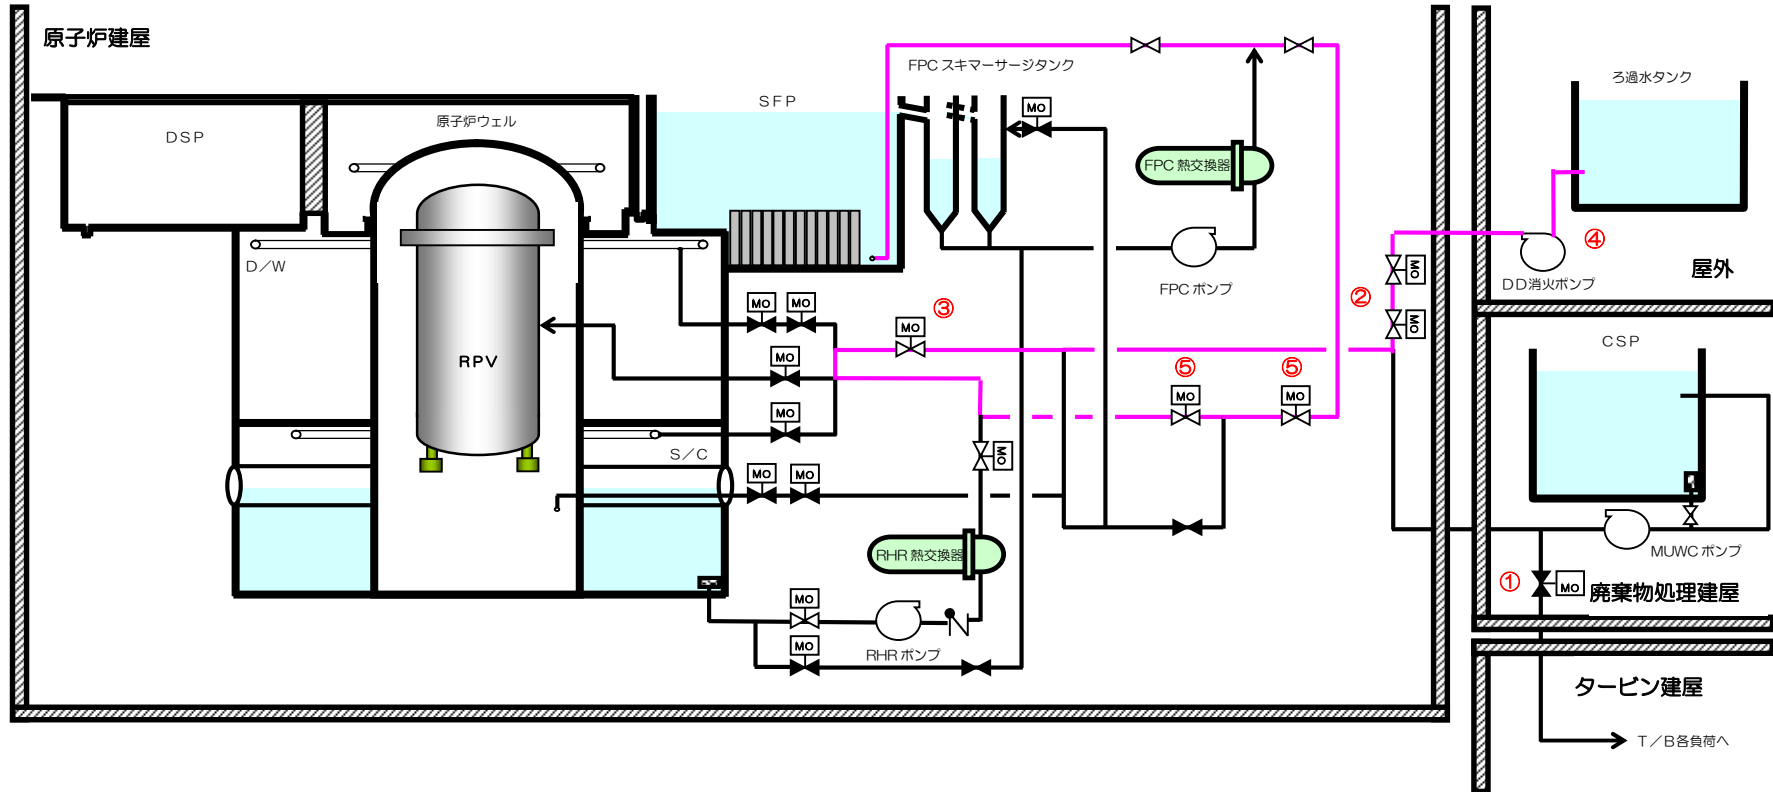 原子炉建屋
FPC スキマーサージタンク
ろ過水タンク
SFP
原子炉ウェル
DSP
MO
FPC 熱交換器
D／W
④
屋外
MO
DD消火ポンプ
FPC ポンプ
②
MO
MO
③
MO
MO
CSP
RPV
MO
⑤
⑤
MO
MO
MO
S／C
MO
MO
MO
RHR 熱交換器
MUWC ポンプ
①
MO
廃棄物処理建屋
MO
RHR ポンプ
MO
タービン建屋
T／B各負荷へ